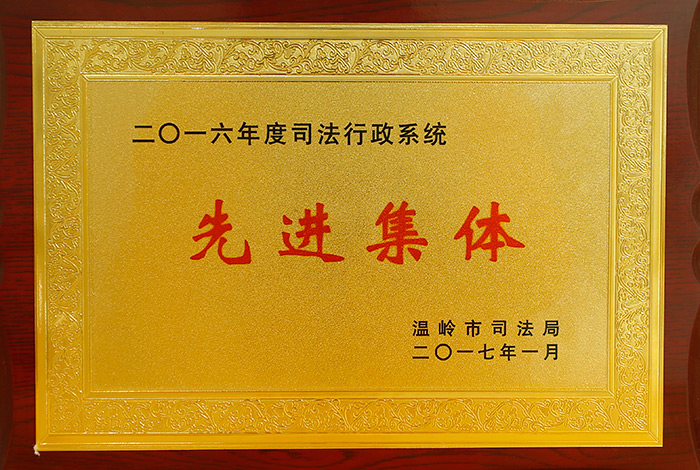 二〇一六年度司法行政系统
先进集体
温岭市司法局
二〇一七年一月